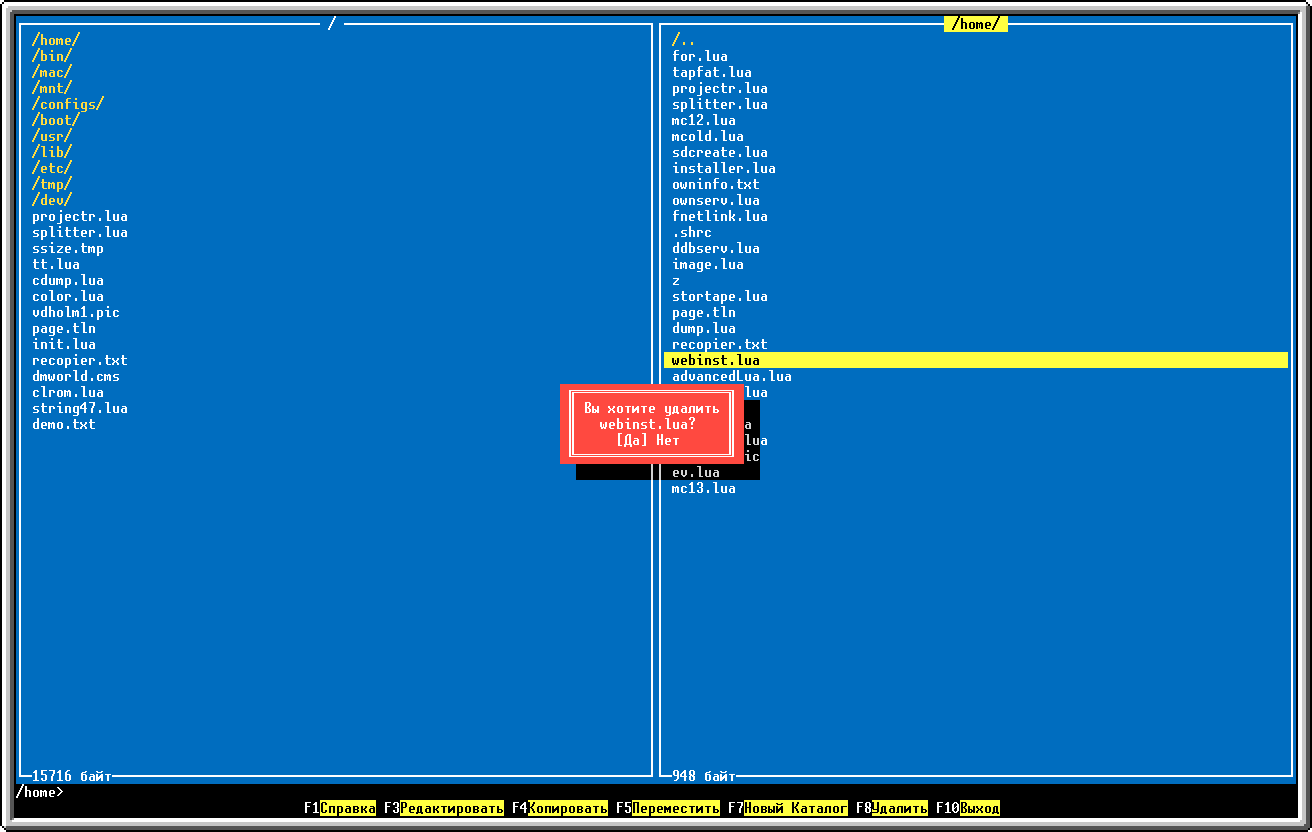 /
/home/
/bin/
/mac/
/mnt/
/configs/
/boot/
/usr/
/lib/
/etc/
/tmp/
/dev/
projectr.lua
splitter.lua
ssize.tmp
tt.lua
cdump.lua
color.lua
vdholm1.pic
page.tln
init.lua
recopier.txt
dmworld.cms
clrom.lua
string47.lua
demo.txt
15716 байт
/home/
/..
for.lua
tapfat.lua
projectr.lua
splitter.lua
mc12.lua
mcold.lua
sdcreate.lua
installer.lua
owninfo.txt
ownserv.lua
fnetlink.lua
.shrc
ddbserv.lua
image.lua
z
stortape.lua
page.tln
dump.lua
recopier.txt
webinst.lua
advancedLua.lua
lua
a
lua
ic
ev.lua
mc13.lua
948 байт
Вы хотите удалить
webinst.lua?
[Да] Нет
/home>
F1Справка F3Редактировать F4Копировать F5Переместить F7Новый Каталог F8Удалить F10Выход